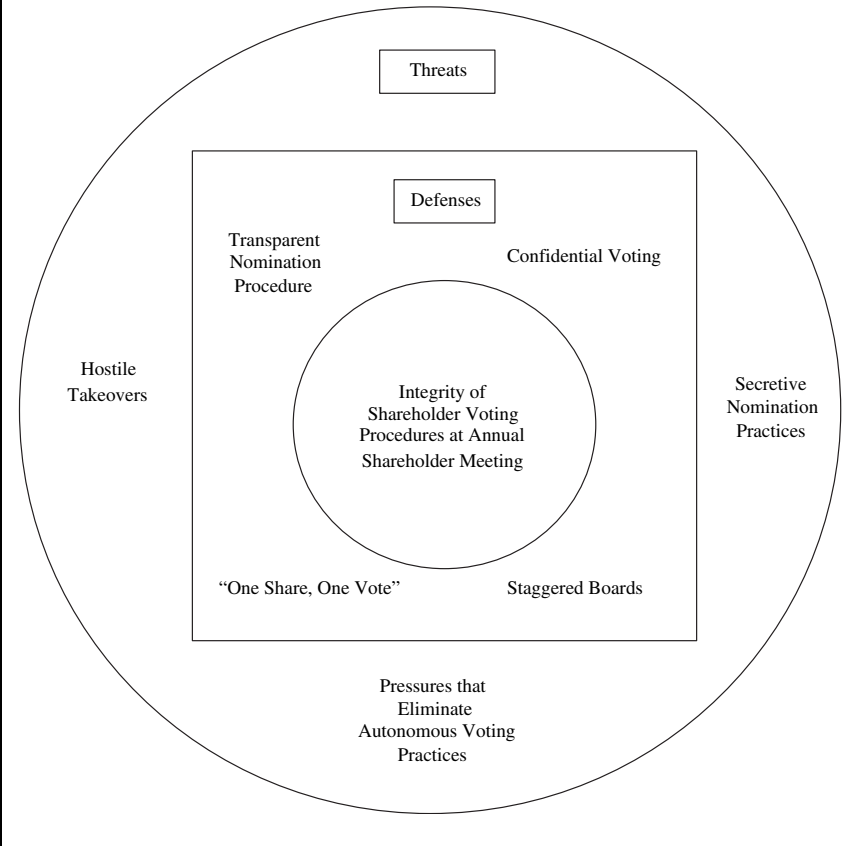 Threats
Defenses
Transparent
Nomination
Procedure
Confidential Voting
Hostile
Takeovers
Integrity of
Shareholder Voting
Procedures at Annual
Shareholder Meeting
Secretive
Nomination
Practices
“One Share, One Vote”
Staggered Boards
Pressures that
Eliminate
Autonomous Voting
Practices